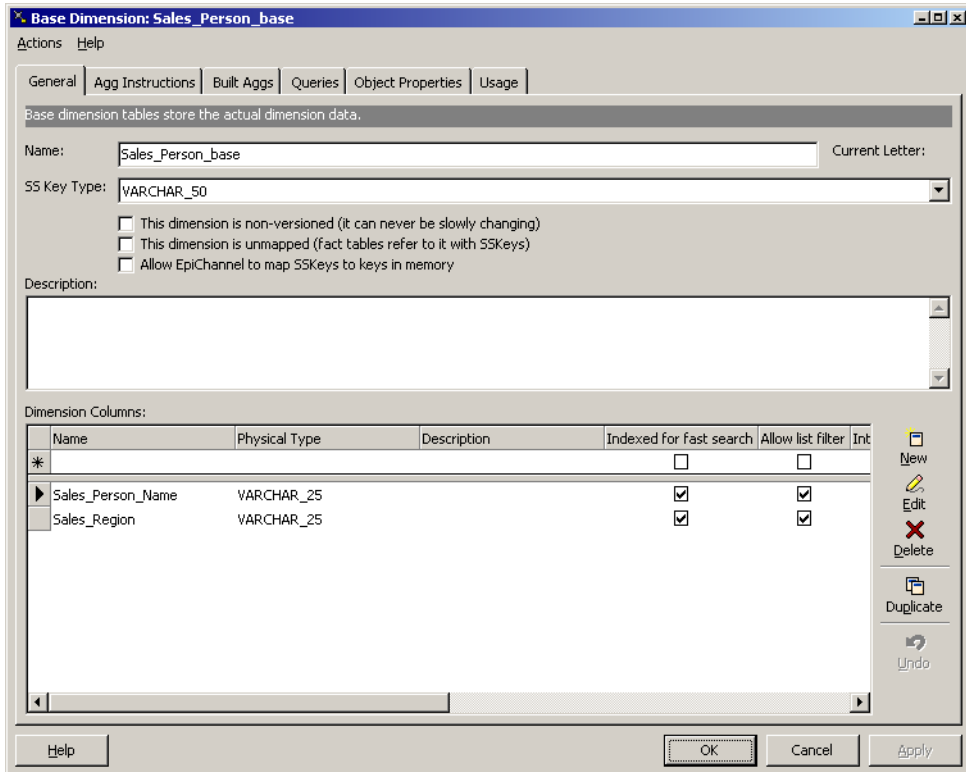 Base Dimension: Sales_Person_base
Actions Help
General Agg Instructions Built Aggs Queries Object Properties Usage
Base dimension tables store the actual dimension data.
Name: Sales_Person_base Current Letter:
SS Key Type: VARCHAR_50
This dimension is non-versioned (it can never be slowly changing)
This dimension is unmapped (fact tables refer to it with SSKeys)
Allow EpiChannel to map SSKeys to keys in memory
Description:
Dimension Columns:
Name Physical Type Description Indexed for fast search Allow list filter Int
Sales_Person_Name VARCHAR_25
Sales_Region VARCHAR_25
New
Edit
Delete
Duplicate
Undo
Help OK Cancel Apply